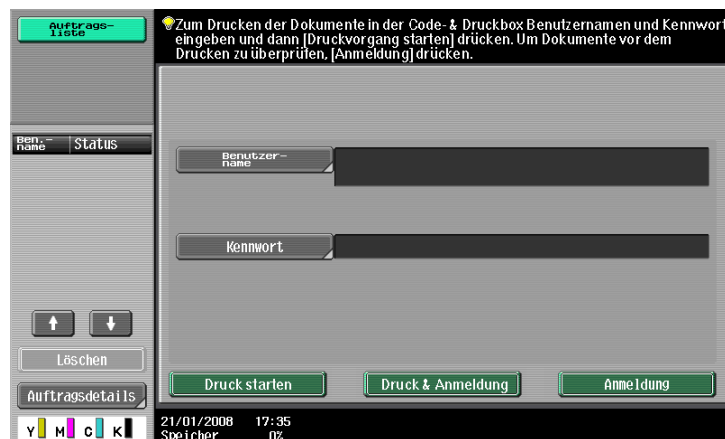 Auftrags-
liste
Zum Drucken der Dokumente in der Code- & Druckbox Benutzernamen und Kennwort
eingeben und dann [Druckvorgang starten] drücken. Um Dokumente vor dem
Drucken zu überprüfen, [Anmeldung] drücken.
Ben.-
name
Status
Benutzer-
name
Kennwort
Löschen
Auftragsdetails
Druck starten
Druck & Anmeldung
Anmeldung
Y M C K
21/01/2008 17:35
Speicher 0%